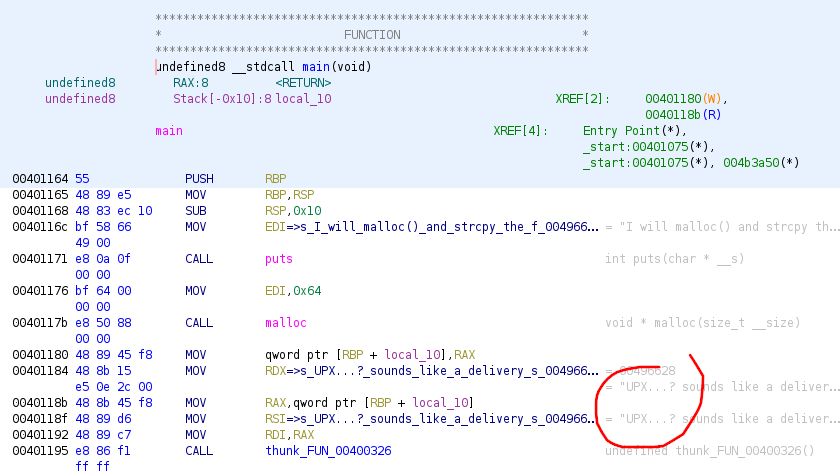 ************************************************************
* FUNCTION *
************************************************************
undefined8 __stdcall main(void)
undefined8 RAX:8 <RETURN>
undefined8 Stack[-0x10]:8 local_10 XREF[2]: 00401180(W),
0040118b(R)
main XREF[4]: Entry Point(*),
_start:00401075(*),
_start:00401075(*), 004b3a50(*)
00401164 55 PUSH RBP
00401165 48 89 e5 MOV RBP,RSP
00401168 48 83 ec 10 SUB RSP,0x10
0040116c bf 58 66 MOV EDI=>s_I_will_malloc()_and_strcpy_the_f_004966... = "I will malloc() and strcpy th...
49 00
00401171 e8 0a 0f CALL puts int puts(char * __s)
00 00
00401176 bf 64 00 MOV EDI,0x64
00 00
0040117b e8 50 88 CALL malloc void * malloc(size_t __size)
00 00
00401180 48 89 45 f8 MOV qword ptr [RBP + local_10],RAX
00401184 48 8b 15 MOV RDX=>s_UPX...?_sounds_like_a_delivery_s_004966... = 00496628
e5 0e 2c 00 = "UPX...? sounds like a deliver...
0040118b 48 8b 45 f8 MOV RAX,qword ptr [RBP + local_10]
0040118f 48 89 d6 MOV RSI=>s_UPX...?_sounds_like_a_delivery_s_004966... = "UPX...? sounds like a deliver...
00401192 48 89 c7 MOV RDI,RAX
00401195 e8 86 f1 CALL thunk_FUN_00400326 undefined thunk_FUN_00400326()
ff ff